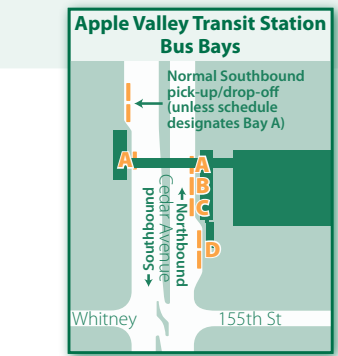 Apple Valley Transit Station
Bus Bays
Normal Southbound
pick-up/drop-off
(unless schedule
designates Bay A)
A
A
B
C
D
← Southbound
Cedar Avenue
← Northbound
Whitney
155th St